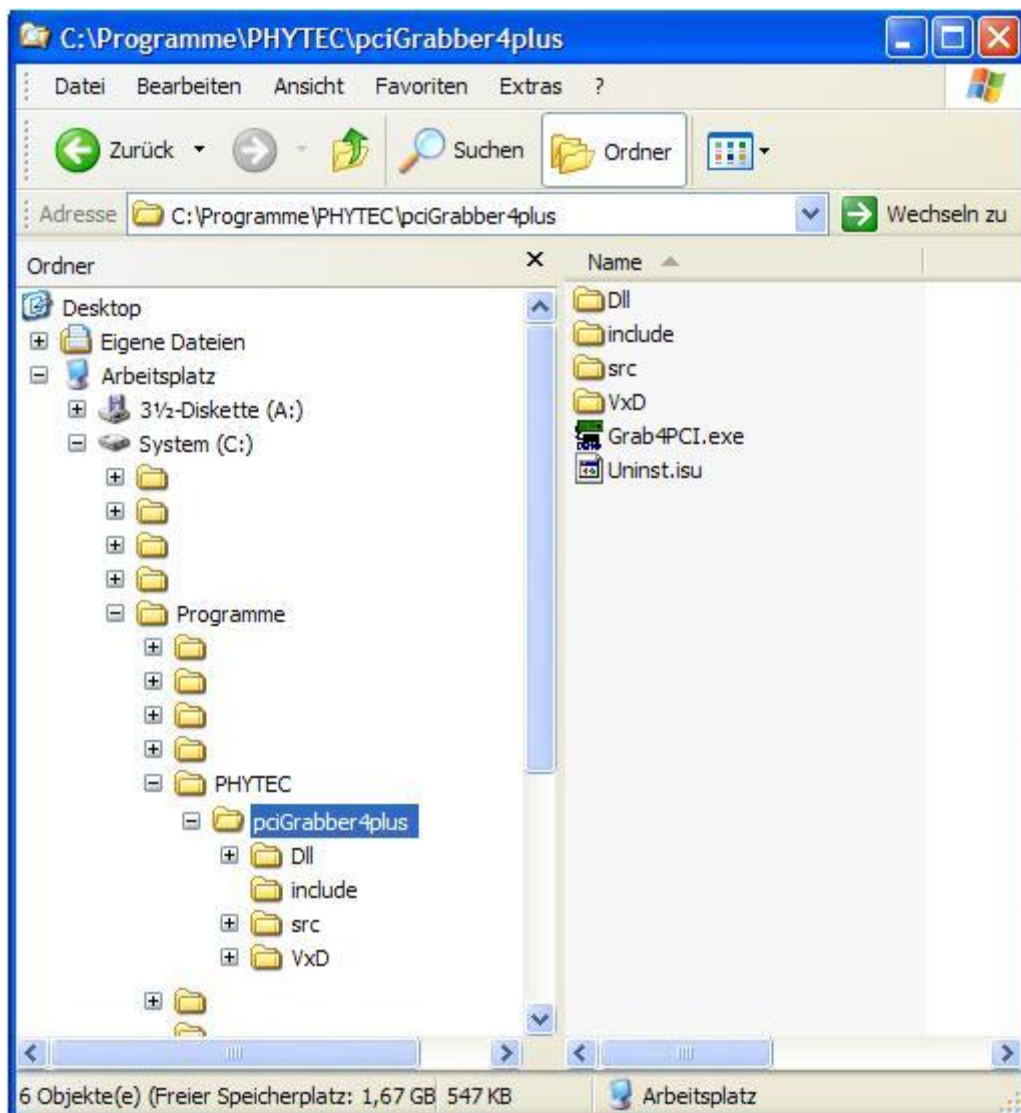 C:\Programme\PHYTEC\pciGrabber4plus
Datei Bearbeiten Ansicht Favoriten Extras ?
Zurück Suchen Ordner
Adresse C:\Programme\PHYTEC\pciGrabber4plus Wechseln zu
Ordner
Desktop
Eigene Dateien
Arbeitsplatz
3½-Diskette (A:)
System (C:)
Programme
PHYTEC
pciGrabber4plus
Dll
include
src
VxD
Name
Dll
include
src
VxD
Grab4PCI.exe
Uninst.isu
6 Objekte(e) (Freier Speicherplatz: 1,67 GB 547 KB Arbeitsplatz